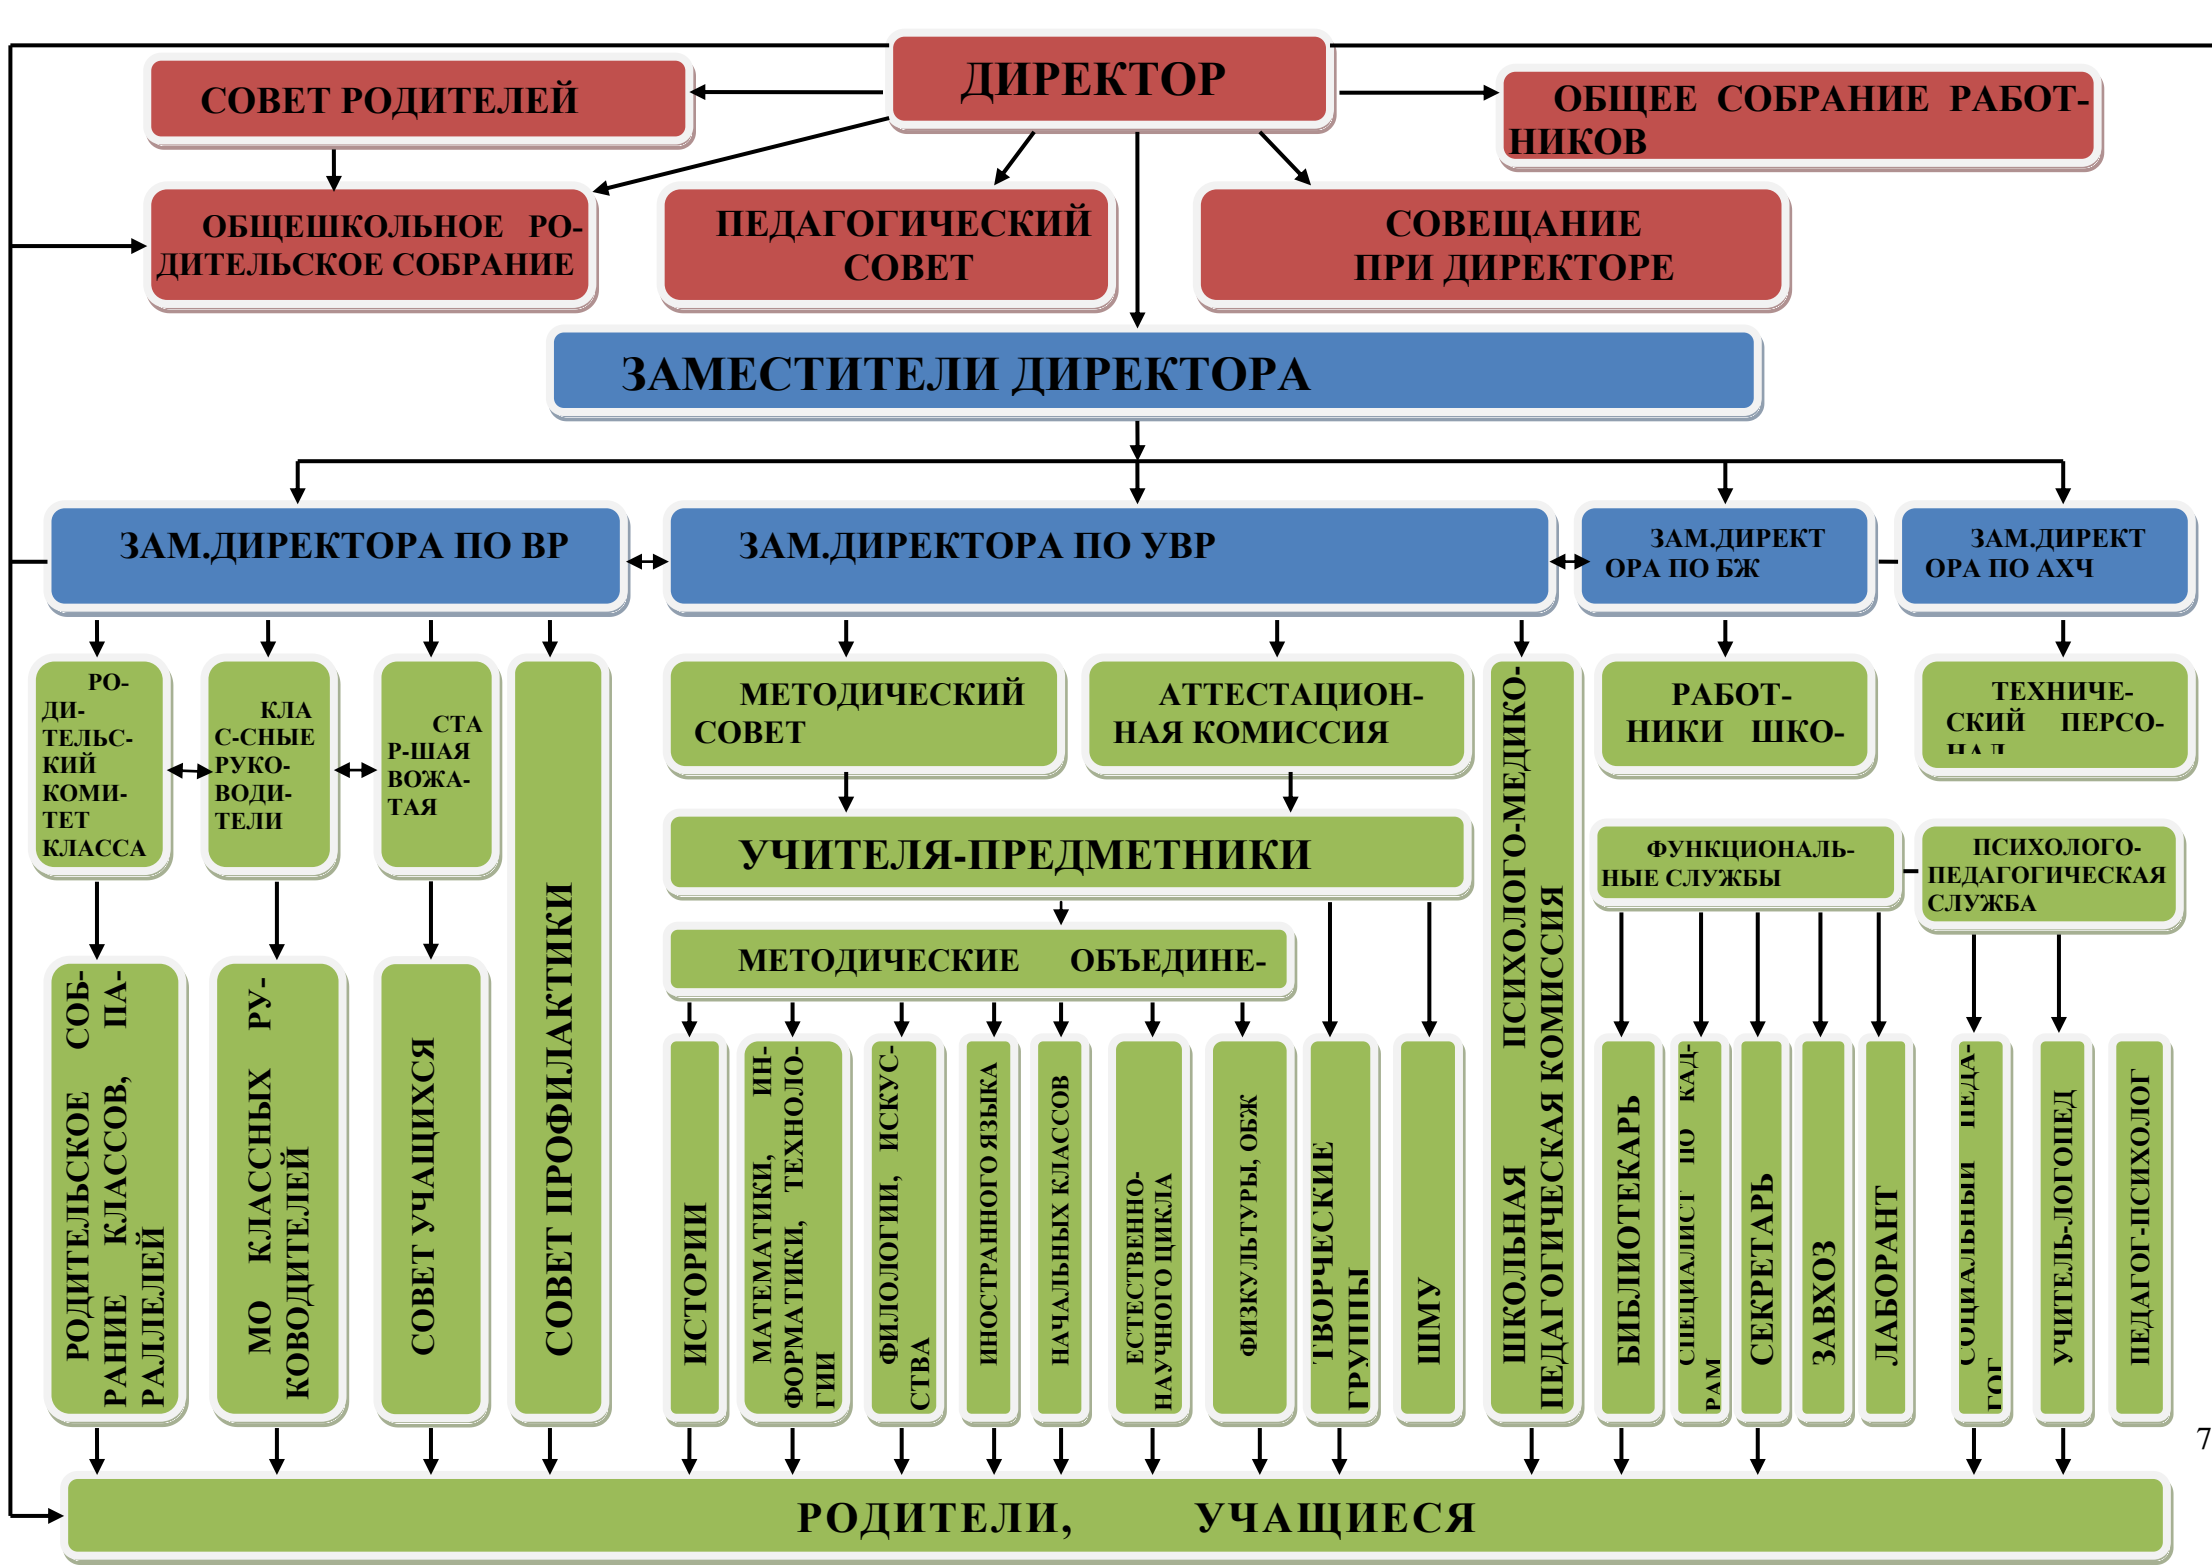 ДИРЕКТОР
СОВЕТ РОДИТЕЛЕЙ
ОБЩЕЕ СОБРАНИЕ РАБОТ-
НИКОВ
ОБЩЕШКОЛЬНОЕ РО-
ДИТЕЛЬСКОЕ СОБРАНИЕ
ПЕДАГОГИЧЕСКИЙ
СОВЕТ
СОВЕЩАНИЕ
ПРИ ДИРЕКТОРЕ
ЗАМЕСТИТЕЛИ ДИРЕКТОРА
ЗАМ.ДИРЕКТОРА ПО ВР
ЗАМ.ДИРЕКТОРА ПО УВР
ЗАМ.ДИРЕКТ
ОРА ПО БЖ
ЗАМ.ДИРЕКТ
ОРА ПО АХЧ
РО-
ДИ-
ТЕЛЬС-
КИЙ
КОМИ-
ТЕТ
КЛАССА
КЛА
С-СНЫЕ
РУКО-
ВОДИ-
ТЕЛИ
СТА
Р-ШАЯ
ВОЖА-
ТАЯ
СОВЕТ ПРОФИЛАКТИКИ
МЕТОДИЧЕСКИЙ
СОВЕТ
АТТЕСТАЦИОН-
НАЯ КОМИССИЯ
ШКОЛЬНАЯ ПСИХОЛОГО-МЕДИКО-
ПЕДАГОГИЧЕСКАЯ КОМИССИЯ
РАБОТ-
НИКИ ШКО-
ТЕХНИЧЕ-
СКИЙ ПЕРСО-
НАЛ
УЧИТЕЛЯ-ПРЕДМЕТНИКИ
ФУНКЦИОНАЛЬ-
НЫЕ СЛУЖБЫ
ПСИХОЛОГО-
ПЕДАГОГИЧЕСКАЯ
СЛУЖБА
МЕТОДИЧЕСКИЕ ОБЪЕДИНЕ-
РОДИТЕЛЬСКОЕ СОБ-
РАНИЕ КЛАССОВ, ПА-
РАЛЛЕЛЕЙ
МО КЛАССНЫХ РУ-
КОВОДИТЕЛЕЙ
СОВЕТ УЧАЩИХСЯ
ИСТОРИИ
МАТЕМАТИКИ, ИН-
ФОРМАТИКИ, ТЕХНОЛО-
ГИИ
ФИЛОЛОГИИ, ИСКУС-
СТВА
ИНОСТРАННОГО ЯЗЫКА
НАЧАЛЬНЫХ КЛАССОВ
ЕСТЕСТВЕННО-
НАУЧНОГО ЦИКЛА
ФИЗКУЛЬТУРЫ, ОБЖ
ТВОРЧЕСКИЕ
ГРУППЫ
ШМУ
БИБЛИОТЕКАРЬ
СПЕЦИАЛИСТ ПО КАД-
РАМ
СЕКРЕТАРЬ
ЗАВХОЗ
ЛАБОРАНТ
СОЦИАЛЬНЫЙ ПЕДА-
ГОГ
УЧИТЕЛЬ-ЛОГОПЕД
ПЕДАГОГ-ПСИХОЛОГ
7
РОДИТЕЛИ, УЧАЩИЕСЯ